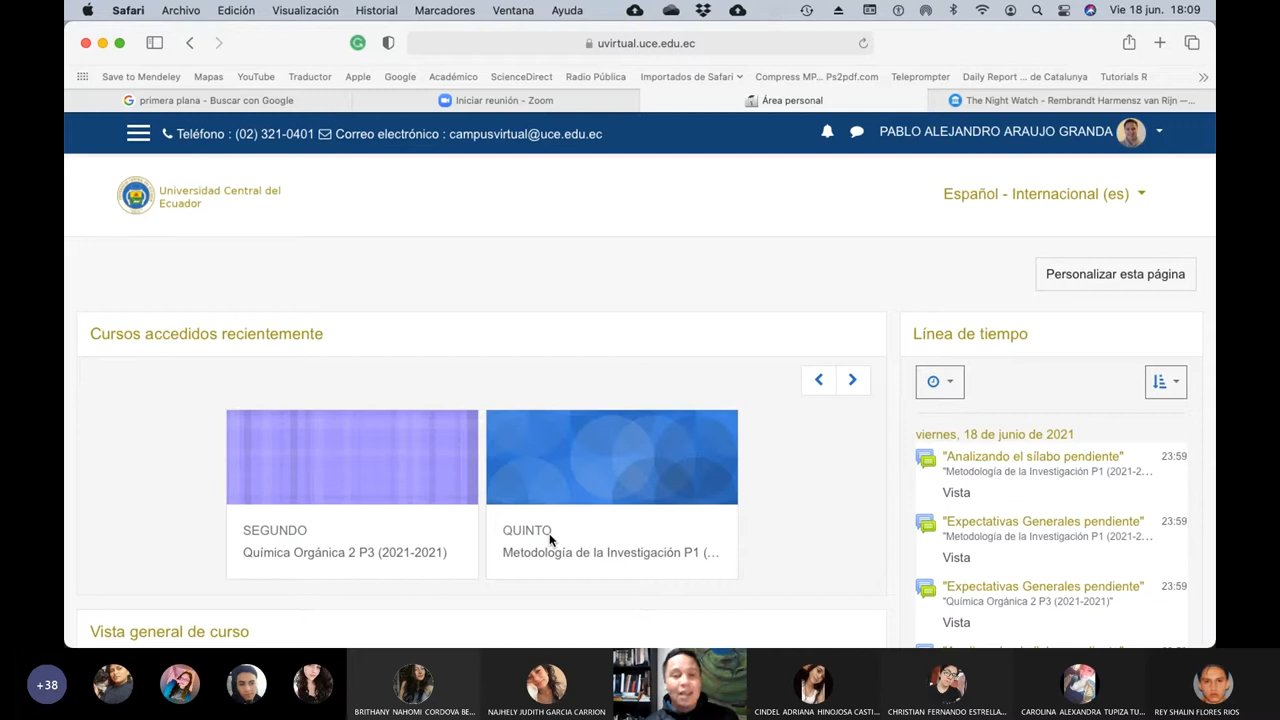 Safari Archivo Edición Visualización Historial Marcadores Ventana Ayuda Vie 18 jun. 18:09
uvirtual.uce.edu.ec
Save to Mendeley Mapas YouTube Traductor Apple Google Académico ScienceDirect Radio Pública Importados de Safari Compress MP... Ps2pdf.com Teleprompter Daily Report ... de Catalunya Tutorials R
primera plana - Buscar con Google Iniciar reunión - Zoom Área personal The Night Watch - Rembrandt Harmensz van Rijn —...
Teléfono : (02) 321-0401 Correo electrónico : campusvirtual@uce.edu.ec PABLO ALEJANDRO ARAUJO GRANDA
Universidad Central del
Ecuador
Español - Internacional (es)
Personalizar esta página
Cursos accedidos recientemente
SEGUNDO
Química Orgánica 2 P3 (2021-2021)
QUINTO
Metodología de la Investigación P1 (...
Vista general de curso
Línea de tiempo
viernes, 18 de junio de 2021
"Analizando el sílabo pendiente" 23:59
"Metodología de la Investigación P1 (2021-2...
Vista
"Expectativas Generales pendiente" 23:59
"Metodología de la Investigación P1 (2021-2...
Vista
"Expectativas Generales pendiente" 23:59
"Química Orgánica 2 P3 (2021-2021)"
Vista
+38
BRITHANY NAHOMI CORDOVA BE...
NAJHELY JUDITH GARCIA CARRION
CINDEL ADRIANA HINOJOSA CASTI...
CHRISTIAN FERNANDO ESTRELLA...
CAROLINA ALEXANDRA TUPIZA TU...
REY SHALIN FLORES RIOS